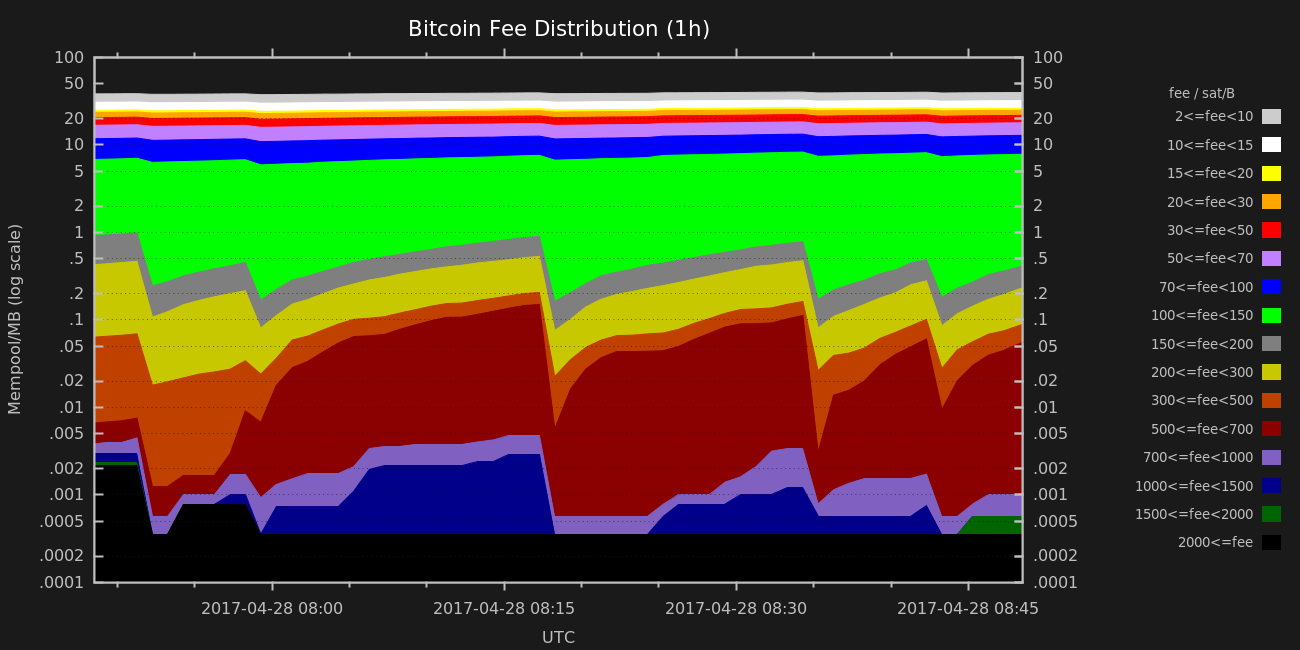 Bitcoin Fee Distribution (1h)
100 100
50 50
20 20
10 10
5 5
2 2
1 1
.5 .5
.2 .2
.1 .1
.05 .05
.02 .02
.01 .01
.005 .005
.002 .002
.001 .001
.0005 .0005
.0002 .0002
.0001 .0001
Mempool/MB (log scale)
2017-04-28 08:00 2017-04-28 08:15 2017-04-28 08:30 2017-04-28 08:45
UTC
fee / sat/B
2<=fee<10
10<=fee<15
15<=fee<20
20<=fee<30
30<=fee<50
50<=fee<70
70<=fee<100
100<=fee<150
150<=fee<200
200<=fee<300
300<=fee<500
500<=fee<700
700<=fee<1000
1000<=fee<1500
1500<=fee<2000
2000<=fee